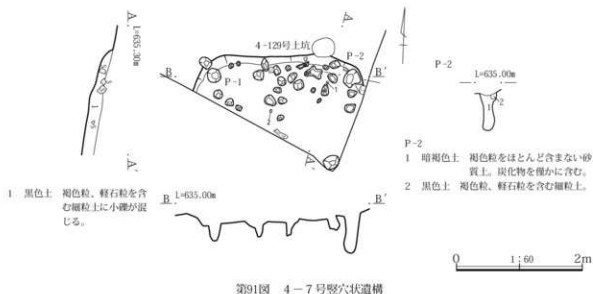 A
L=635.30m
S
S
1
A'
1 黒色土 褐色粒、軽石粒を含
む細粒土に小礫が混
じる。
4-129号土坑
A
P-2
B
B'
P-1
1
2
A'
B L=635.00m B'
P-2
L=635.00m
1
2
P-2
1 暗褐色土 褐色粒をほとんど含まない砂
質土。炭化物を僅かに含む。
2 黒色土 褐色粒、軽石粒を含む細粒土。
0 1:60 2m
第91図 4-7号竪穴状遺構